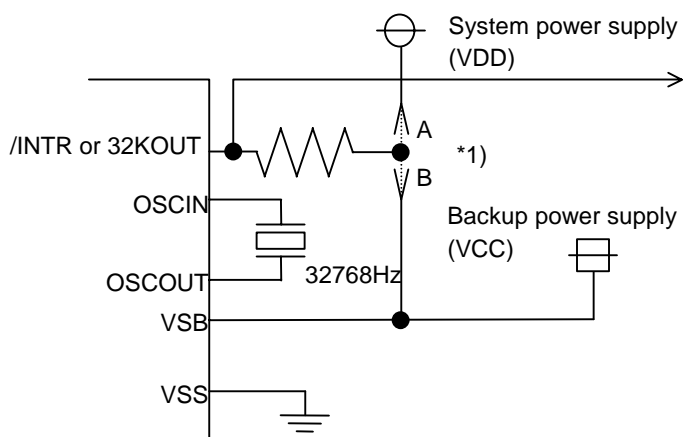 System power supply
(VDD)
A
/INTR or 32KOUT
*1)
B
OSCIN
Backup power supply
(VCC)
OSCOUT
32768Hz
VSB
VSS